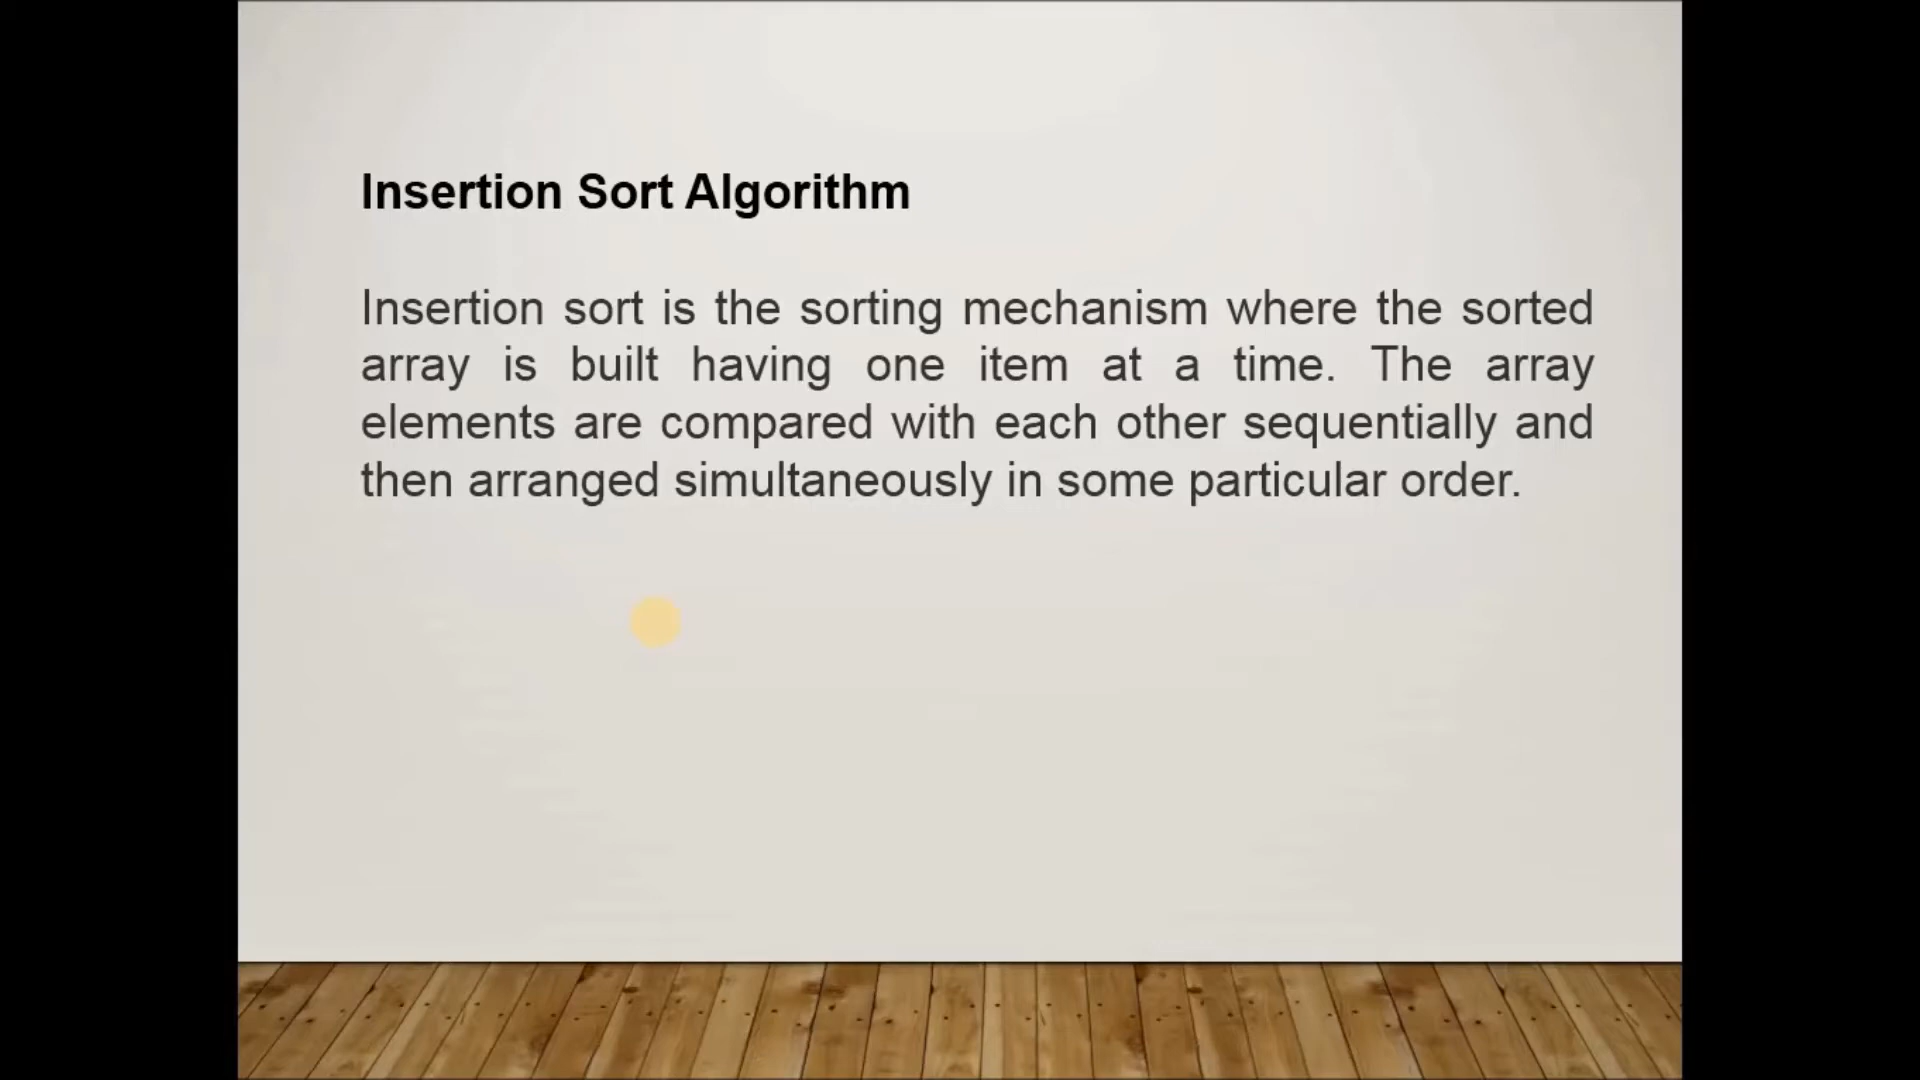 Insertion Sort Algorithm
Insertion sort is the sorting mechanism where the sorted
array is built having one item at a time. The array
elements are compared with each other sequentially and
then arranged simultaneously in some particular order.